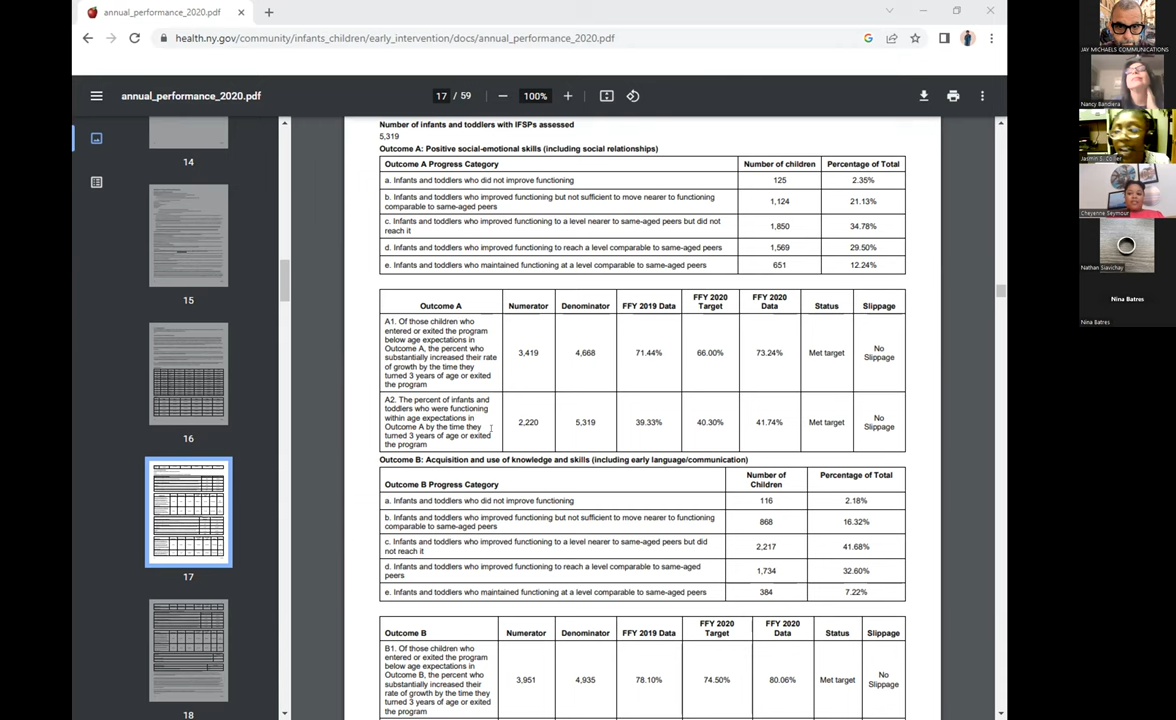 annual_performance_2020.pdf
health.ny.gov/community/infants_children/early_intervention/docs/annual_performance_2020.pdf
annual_performance_2020.pdf
17 / 59
100%
14
15
16
17
18
Number of infants and toddlers with IFSPs assessed
5,319
Outcome A: Positive social-emotional skills (including social relationships)
Outcome A Progress Category Number of children Percentage of Total
a. Infants and toddlers who did not improve functioning 125 2.35%
b. Infants and toddlers who improved functioning but not sufficient to move nearer to functioning
comparable to same-aged peers 1,124 21.13%
c. Infants and toddlers who improved functioning to a level nearer to same-aged peers but did not
reach it 1,850 34.78%
d. Infants and toddlers who improved functioning to reach a level comparable to same-aged peers 1,569 29.50%
e. Infants and toddlers who maintained functioning at a level comparable to same-aged peers 651 12.24%
Outcome A Numerator Denominator FFY 2019 Data FFY 2020 Target FFY 2020 Data Status Slippage
A1. Of those children who
entered or exited the program
below age expectations in
Outcome A, the percent who
substantially increased their rate
of growth by the time they
turned 3 years of age or exited
the program
3,419 4,668 71.44% 66.00% 73.24% Met target No Slippage
A2. The percent of infants and
toddlers who were functioning
within age expectations in
Outcome A by the time they
turned 3 years of age or exited
the program
2,220 5,319 39.33% 40.30% 41.74% Met target No Slippage
Outcome B: Acquisition and use of knowledge and skills (including early language/communication)
Outcome B Progress Category Number of Children Percentage of Total
a. Infants and toddlers who did not improve functioning 116 2.18%
b. Infants and toddlers who improved functioning but not sufficient to move nearer to functioning
comparable to same-aged peers 868 16.32%
c. Infants and toddlers who improved functioning to a level nearer to same-aged peers but did
not reach it 2,217 41.68%
d. Infants and toddlers who improved functioning to reach a level comparable to same-aged
peers 1,734 32.60%
e. Infants and toddlers who maintained functioning at a level comparable to same-aged peers 384 7.22%
Outcome B Numerator Denominator FFY 2019 Data FFY 2020 Target FFY 2020 Data Status Slippage
B1. Of those children who
entered or exited the program
below age expectations in
Outcome B, the percent who
substantially increased their
rate of growth by the time they
turned 3 years of age or exited
the program
3,951 4,935 78.10% 74.50% 80.06% Met target No Slippage
JAY MICHAELS COMMUNICATIONS
Nancy Bandiera
Jasmin S. Collier
Cheyenne Seymour
Nathan Siavichay
Nina Batres
Nina Batres